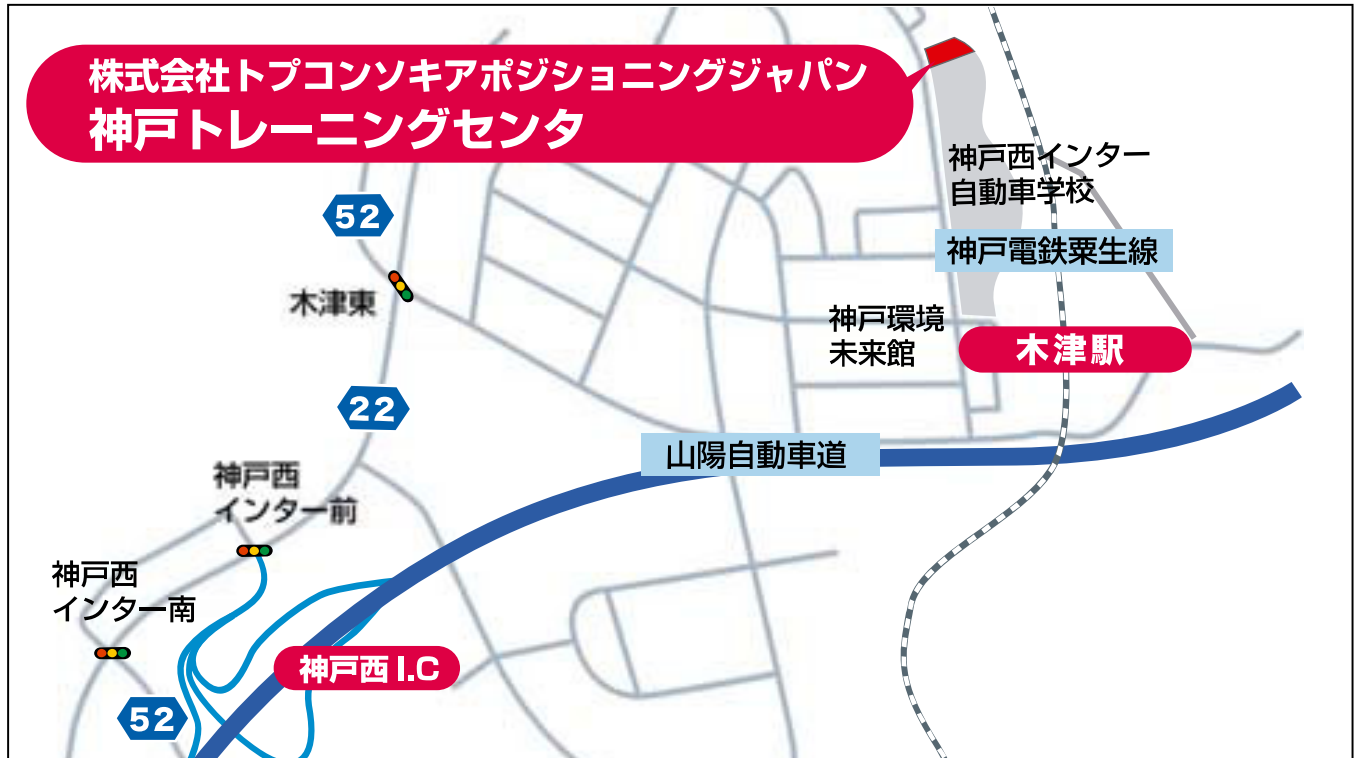 株式会社トプコンソキアポジショニングジャパン
神戸トレーニングセンタ
神戸西インター
自動車学校
52
神戸電鉄粟生線
木津東
神戸環境
未来館
木津駅
22
山陽自動車道
神戸西
インター前
神戸西
インター南
神戸西I.C
52